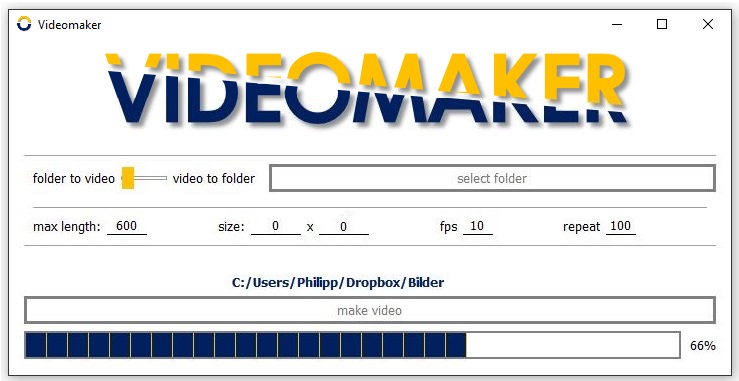 Videomaker
VIDEOMAKER
folder to video video to folder select folder
max length: 600 size: 0 x 0 fps 10 repeat 100
C:/Users/Philipp/Dropbox/Bilder
make video
66%